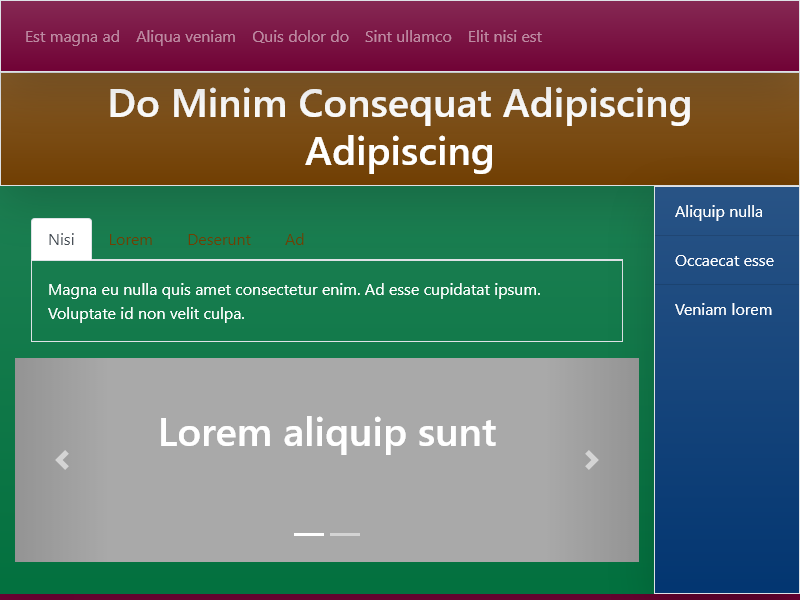 Est magna ad Aliqua veniam Quis dolor do Sint ullamco Elit nisi est
Do Minim Consequat Adipiscing
Adipiscing
Nisi Lorem Deserunt Ad
Magna eu nulla quis amet consectetur enim. Ad esse cupidatat ipsum.
Voluptate id non velit culpa.
Lorem aliquip sunt
Aliquip nulla
Occaecat esse
Veniam lorem